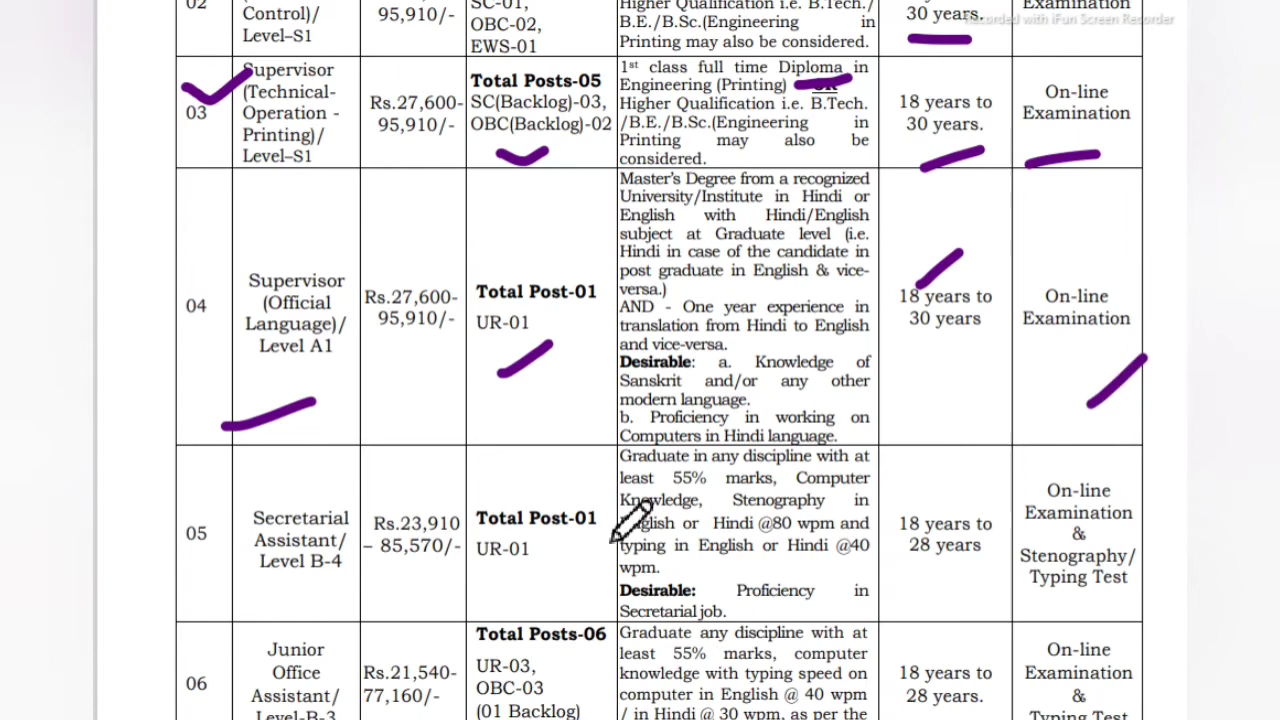 02
Control)/
Level–S1
95,910/-
SC-01,
OBC-02,
EWS-01
Higher Qualification i.e. B.Tech./
B.E./B.Sc.(Engineering in
Printing may also be considered.
30 years.
Examination
Recorded with iFun Screen Recorder
03
Supervisor
(Technical-
Operation -
Printing)/
Level–S1
Rs.27,600-
95,910/-
Total Posts-05
SC(Backlog)-03,
OBC(Backlog)-02
1st class full time Diploma in
Engineering (Printing) OR
Higher Qualification i.e. B.Tech.
/B.E./B.Sc.(Engineering in
Printing may also be
considered.
18 years to
30 years.
On-line
Examination
04
Supervisor
(Official
Language)/
Level A1
Rs.27,600-
95,910/-
Total Post-01
UR-01
Master’s Degree from a recognized
University/Institute in Hindi or
English with Hindi/English
subject at Graduate level (i.e.
Hindi in case of the candidate in
post graduate in English & vice-
versa.)
AND - One year experience in
translation from Hindi to English
and vice-versa.
Desirable: a. Knowledge of
Sanskrit and/or any other
modern language.
b. Proficiency in working on
Computers in Hindi language.
18 years to
30 years
On-line
Examination
05
Secretarial
Assistant/
Level B-4
Rs.23,910
– 85,570/-
Total Post-01
UR-01
Graduate in any discipline with at
least 55% marks, Computer
Knowledge, Stenography in
English or Hindi @80 wpm and
typing in English or Hindi @40
wpm.
Desirable: Proficiency in
Secretarial job.
18 years to
28 years
On-line
Examination
&
Stenography/
Typing Test
06
Junior
Office
Assistant/
Level-B-3
Rs.21,540-
77,160/-
Total Posts-06
UR-03,
OBC-03
(01 Backlog)
Graduate any discipline with at
least 55% marks, computer
knowledge with typing speed on
computer in English @ 40 wpm
/ in Hindi @ 30 wpm, as per the
18 years to
28 years.
On-line
Examination
&
Typing Test